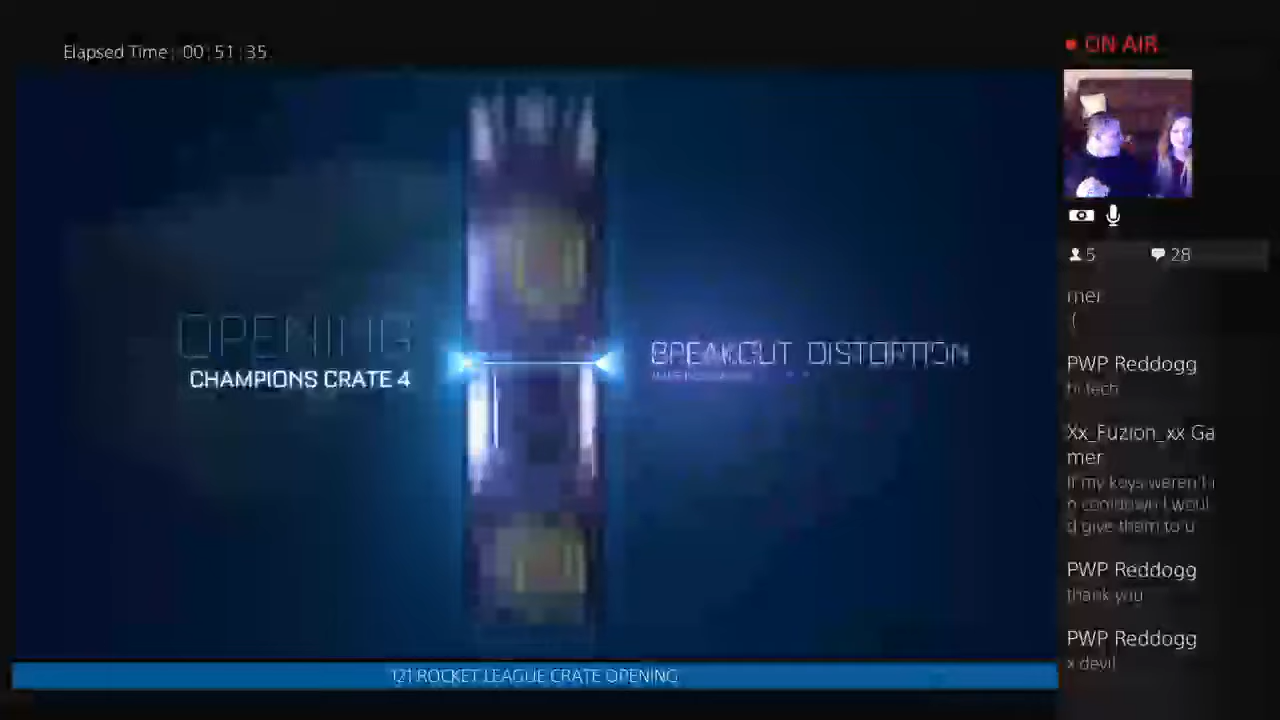 Elapsed Time: 00:51:35
ON AIR
5
28
OPENING
CHAMPIONS CRATE 4
BREAKOUT DISTORTION
121 ROCKET LEAGUE CRATE OPENING
mer
(
PWP Reddogg
hi tech
Xx_Fuzion_xx Ga
mer
If my keys weren't i
n cooldown I woul
d give them to u
PWP Reddogg
thank you
PWP Reddogg
x devil